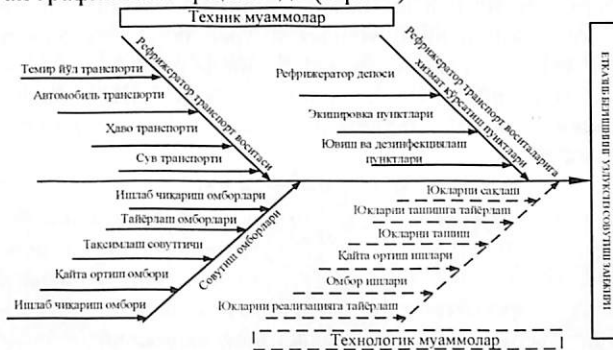 Техник муаммолар
Рефрижератор транспорт воситаси
Темир йўл транспорти
Автомобиль транспорти
Ҳаво транспорти
Сув транспорти
Рефрижератор транспорт воситаларига
хизмат кўрсатиш пунктлари
Рефрижератор депоси
Экипировка пунктлари
Ювиш ва дезинфекциялаш
пунктлари
Ишлаб чиқариш омборлари
Тайёрлаш омборлари
Таксимлаш совутгичи
Қайта ортиш омбори
Ишлаб чиқариш омбори
Совутиш омборлари
Юкларни сақлаш
Юкларни ташишга тайёрлаш
Юкларни ташиш
Қайта ортиш ишлари
Омбор ишлари
Юкларни реализацияга тайёрлаш
Технологик муаммолар